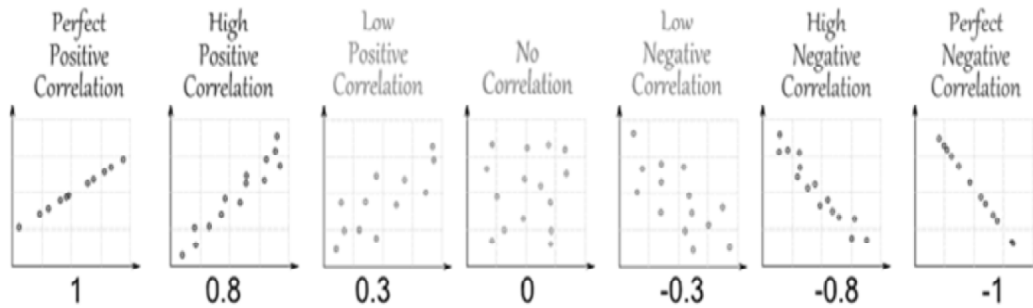 Perfect
Positive
Correlation
High
Positive
Correlation
Low
Positive
Correlation
No
Correlation
Low
Negative
Correlation
High
Negative
Correlation
Perfect
Negative
Correlation
1
0.8
0.3
0
-0.3
-0.8
-1